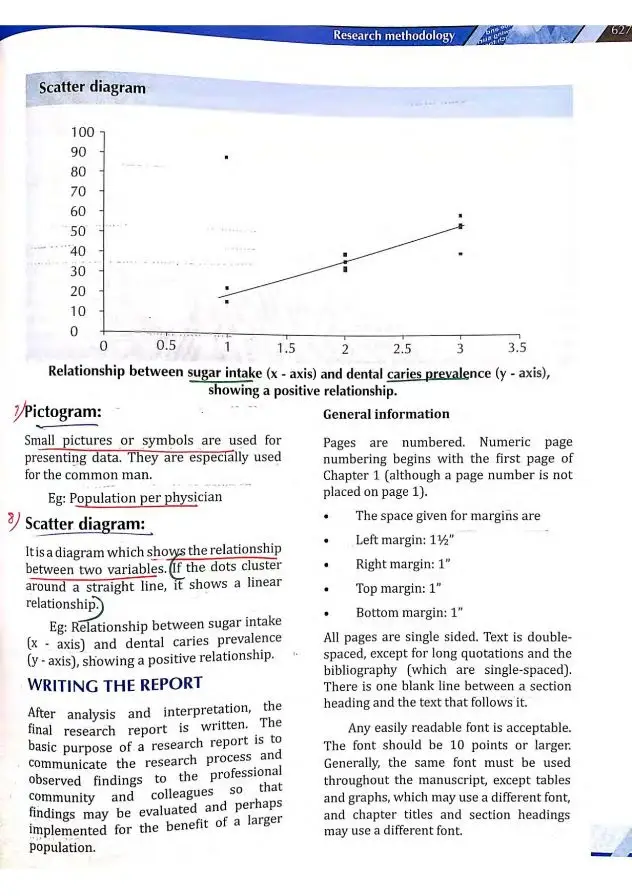 Research methodology
627
Scatter diagram
100
90
80
70
60
50
40
30
20
10
0
0 0.5 1 1.5 2 2.5 3 3.5
Relationship between sugar intake (x - axis) and dental caries prevalence (y - axis),
showing a positive relationship.
7) Pictogram:
Small pictures or symbols are used for
presenting data. They are especially used
for the common man.
Eg: Population per physician
8) Scatter diagram:
It is a diagram which shows the relationship
between two variables. If the dots cluster
around a straight line, it shows a linear
relationship.
Eg: Relationship between sugar intake
(x - axis) and dental caries prevalence
(y - axis), showing a positive relationship.
WRITING THE REPORT
After analysis and interpretation, the
final research report is written. The
basic purpose of a research report is to
communicate the research process and
observed findings to the professional
community and colleagues so that
findings may be evaluated and perhaps
implemented for the benefit of a larger
population.
General information
Pages are numbered. Numeric page
numbering begins with the first page of
Chapter 1 (although a page number is not
placed on page 1).
• The space given for margins are
• Left margin: 1½"
• Right margin: 1"
• Top margin: 1"
• Bottom margin: 1"
All pages are single sided. Text is double-
spaced, except for long quotations and the
bibliography (which are single-spaced).
There is one blank line between a section
heading and the text that follows it.
Any easily readable font is acceptable.
The font should be 10 points or larger.
Generally, the same font must be used
throughout the manuscript, except tables
and graphs, which may use a different font,
and chapter titles and section headings
may use a different font.